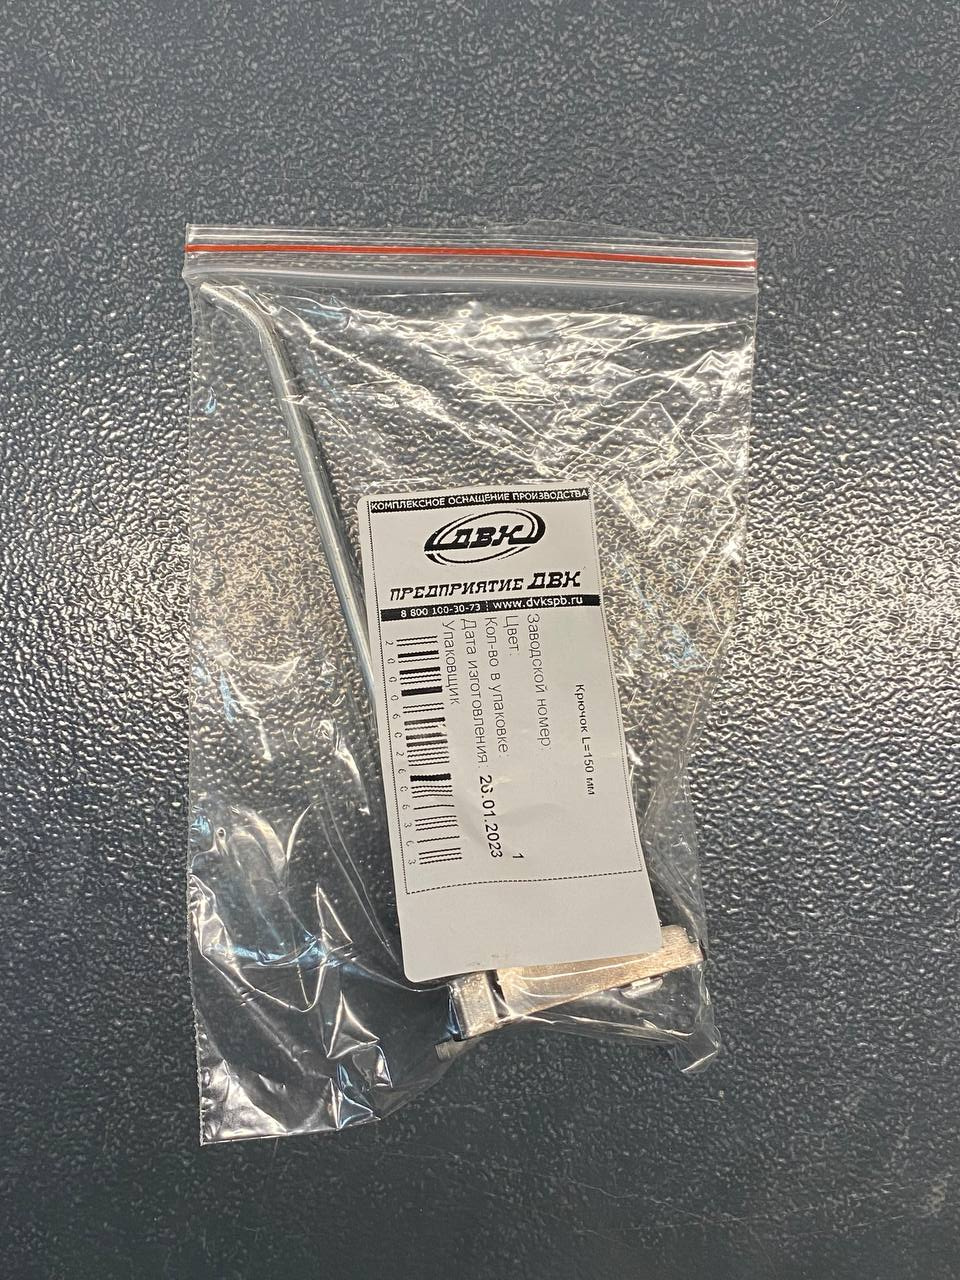 КОМПЛЕКСНОЕ ОСНАЩЕНИЕ ПРОИЗВОДСТВА
ДВК
ПРЕДПРИЯТИЕ ДВК
8 800 100-30-73 www.dvkspb.ru
Крючок L=150 мм
Заводской номер:
Цвет:
Кол-во в упаковке: 1
Дата изготовления: 26.01.2023
Упаковщик
2000602606363